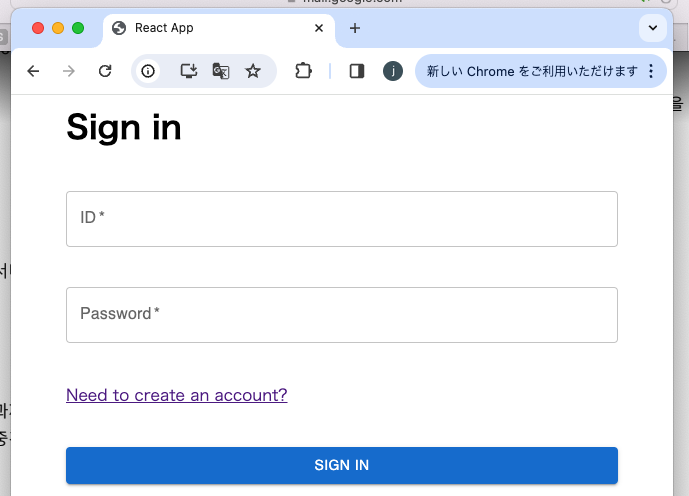 React App
新しい Chrome をご利用いただけます
j
Sign in
ID *
Password *
Need to create an account?
SIGN IN
을